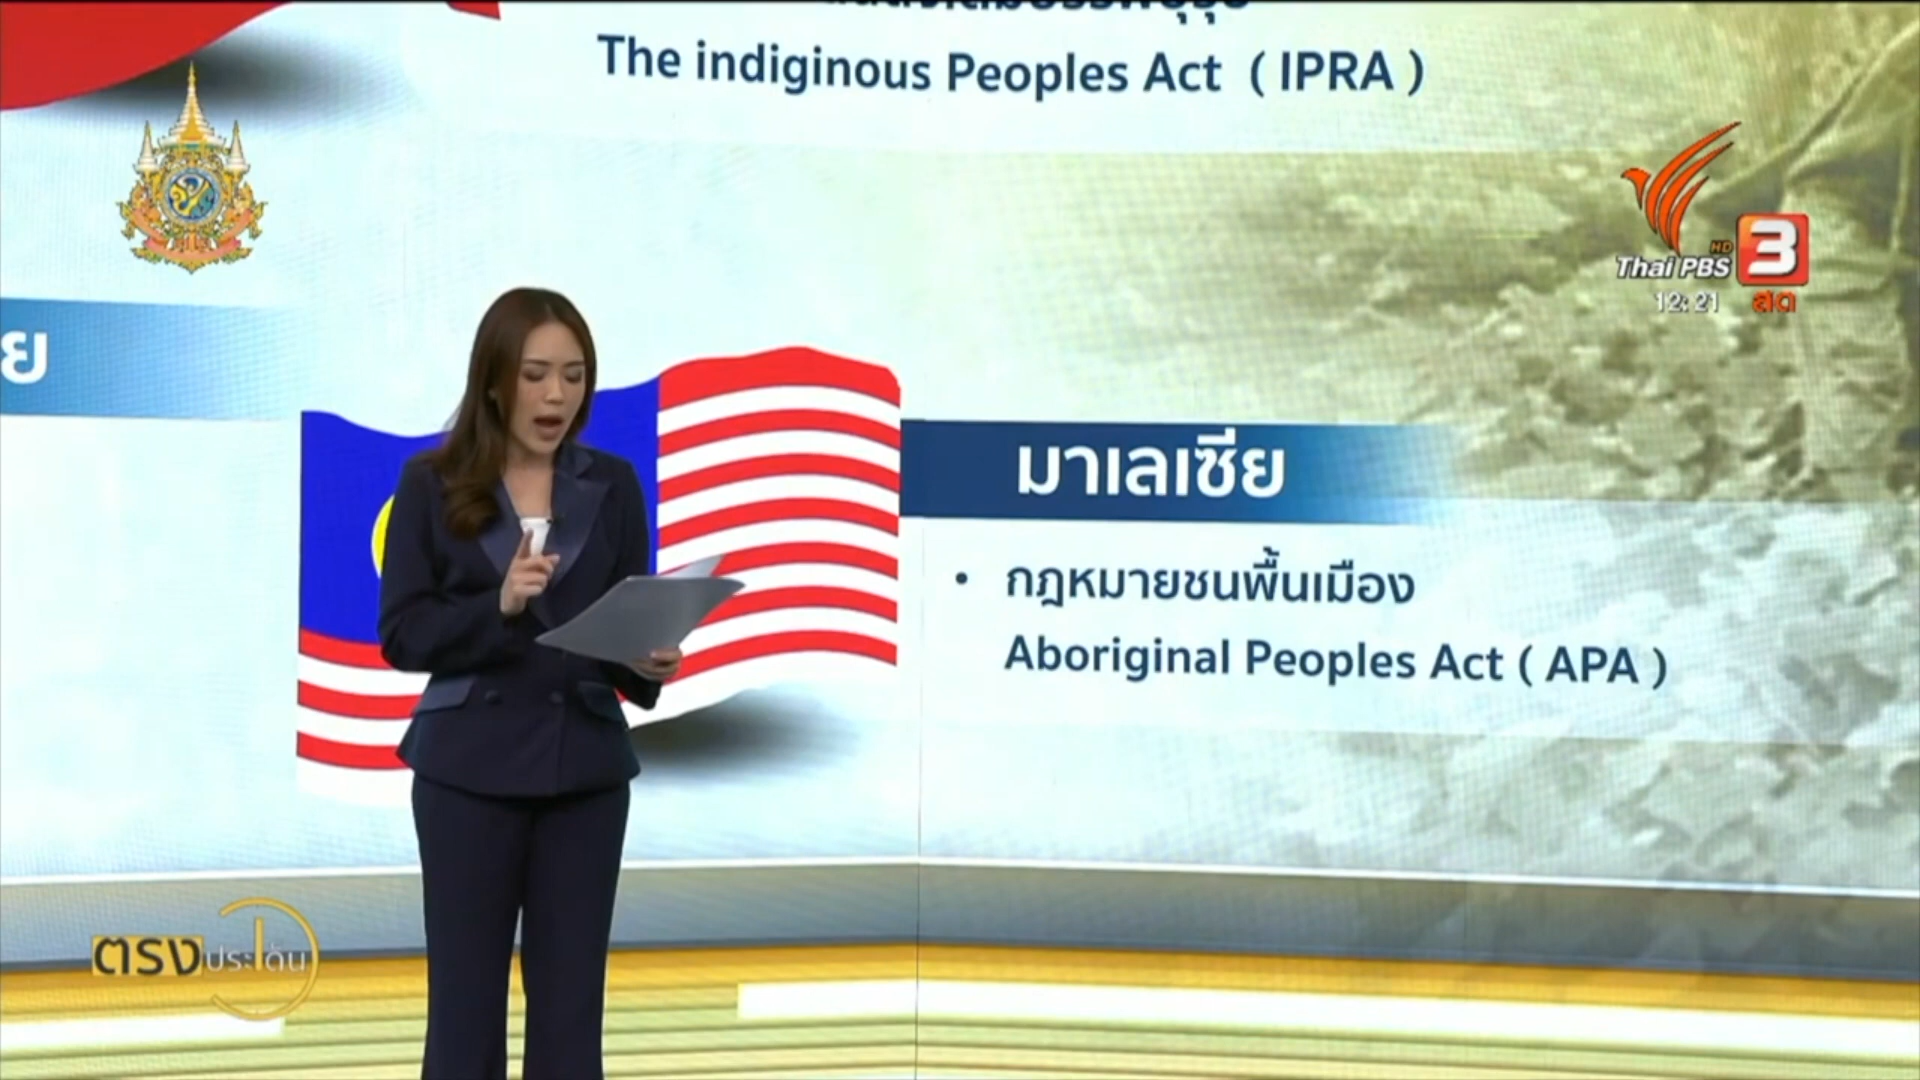 The indiginous Peoples Act ( IPRA )
Thai PBS
HD
3
12:21
สด
ย
มาเลเซีย
• กฎหมายชนพื้นเมือง
Aboriginal Peoples Act ( APA )
ตรงประเด็น